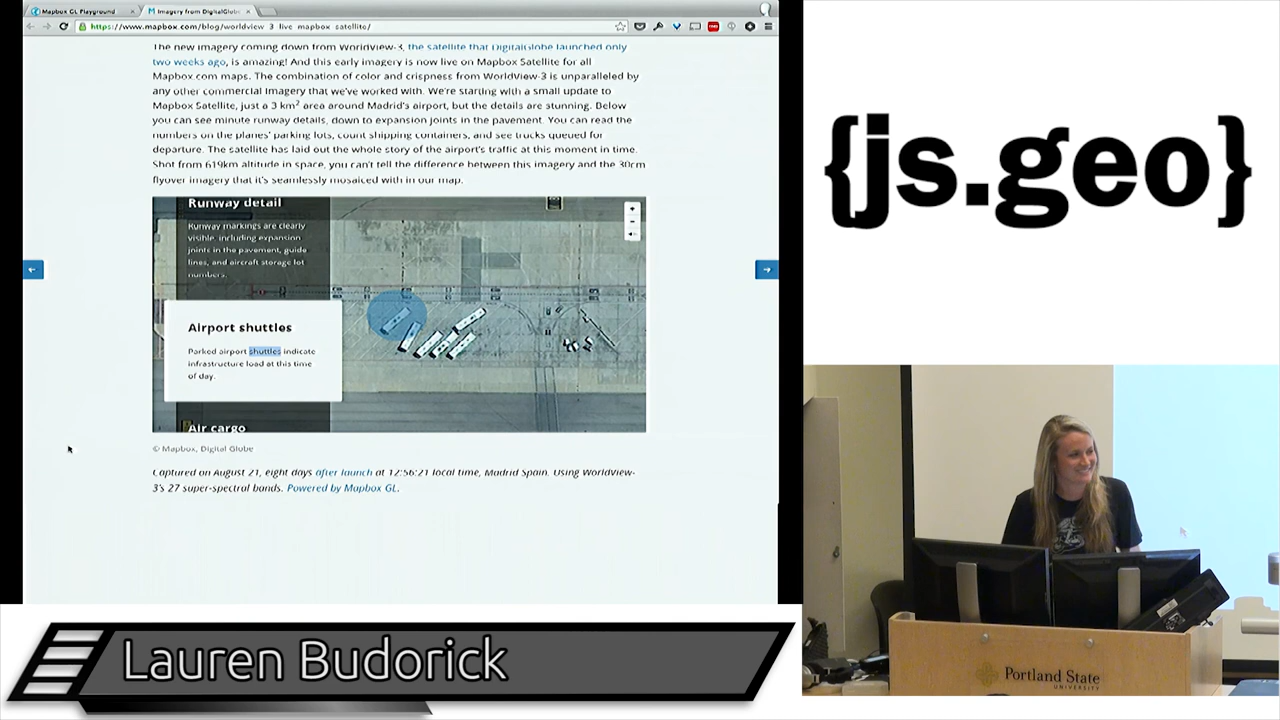 Mapbox GL Playground
Imagery from DigitalGlobe
https://www.mapbox.com/blog/worldview-3-live-mapbox-satellite/
The new imagery coming down from WorldView-3, the satellite that DigitalGlobe launched only
two weeks ago, is amazing! And this early imagery is now live on Mapbox Satellite for all
Mapbox.com maps. The combination of color and crispness from WorldView-3 is unparalleled by
any other commercial imagery that we've worked with. We're starting with a small update to
Mapbox Satellite, just a 3 km² area around Madrid's airport, but the details are stunning. Below
you can see minute runway details, down to expansion joints in the pavement. You can read the
numbers on the planes' parking lots, count shipping containers, and see trucks queued for
departure. The satellite has laid out the whole story of the airport's traffic at this moment in time.
Shot from 619km altitude in space, you can't tell the difference between this imagery and the 30cm
flyover imagery that it's seamlessly mosaiced with in our map.
Runway detail
Runway markings are clearly
visible, including expansion
joints in the pavement, guide
lines, and aircraft storage lot
numbers.
Airport shuttles
Parked airport shuttles indicate
infrastructure load at this time
of day.
Air cargo
© Mapbox, Digital Globe
Captured on August 21, eight days after launch at 12:56:21 local time, Madrid Spain. Using WorldView-
3's 27 super-spectral bands. Powered by Mapbox GL.
{js.geo}
Portland State
UNIVERSITY
Lauren Budorick